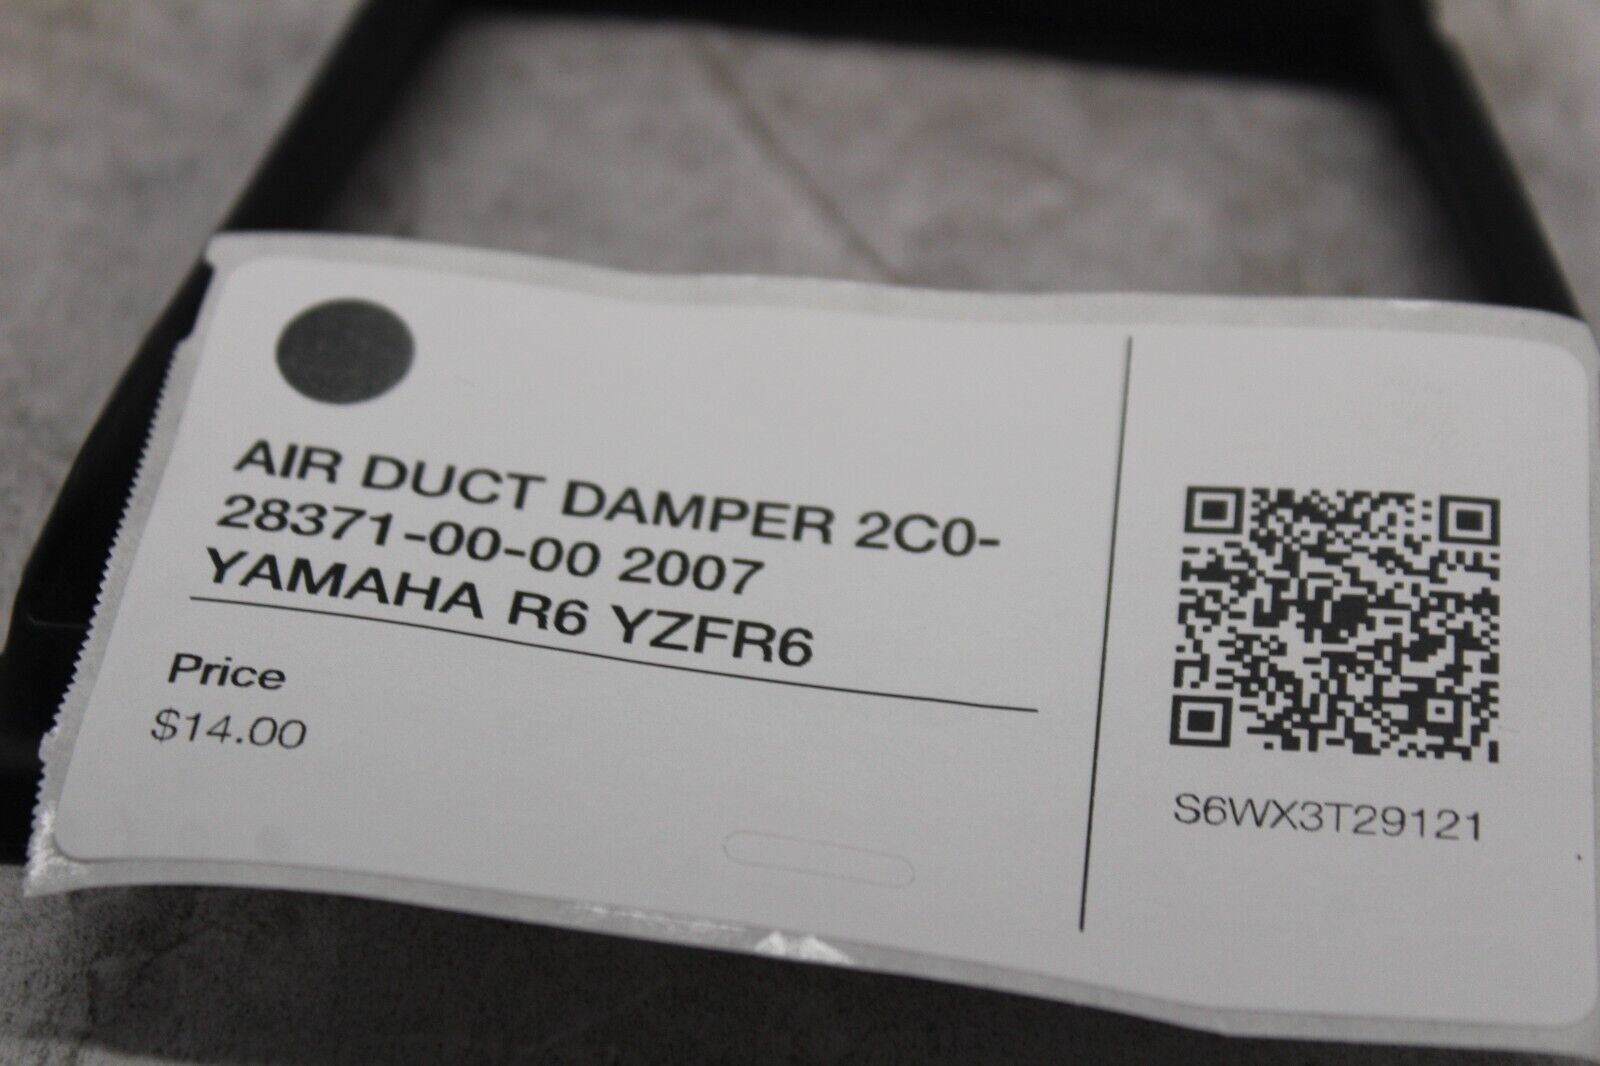 AIR DUCT DAMPER 2C0-
28371-00-00 2007
YAMAHA R6 YZFR6
Price
$14.00
S6WX3T29121